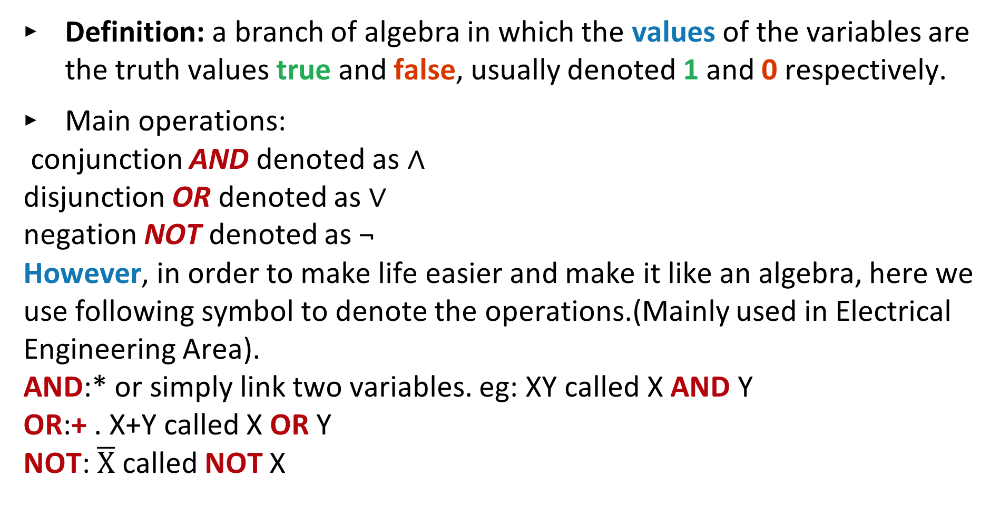 ▸ Definition: a branch of algebra in which the values of the variables are
the truth values true and false, usually denoted 1 and 0 respectively.
▸ Main operations:
conjunction AND denoted as ∧
disjunction OR denoted as ∨
negation NOT denoted as ¬
However, in order to make life easier and make it like an algebra, here we
use following symbol to denote the operations.(Mainly used in Electrical
Engineering Area).
AND:* or simply link two variables. eg: XY called X AND Y
OR:+ . X+Y called X OR Y
NOT: X̅ called NOT X